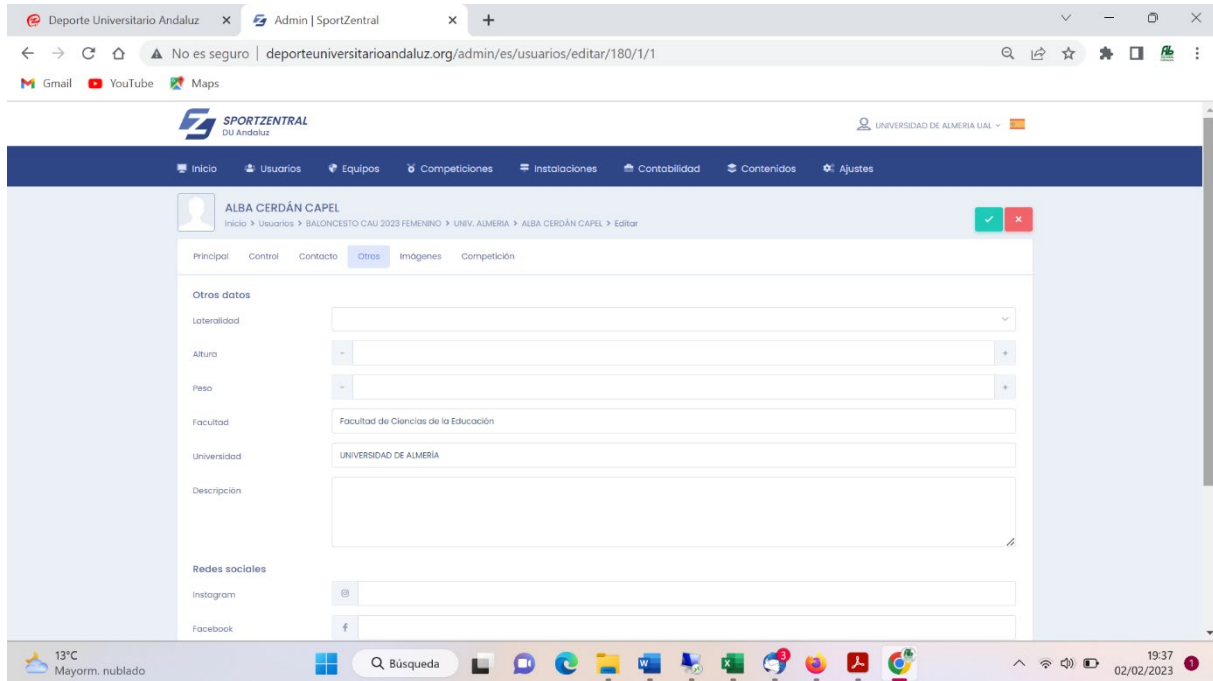 Deporte Universitario Andaluz
Admin | SportZentral
No es seguro | deporteuniversitarioandaluz.org/admin/es/usuarios/editar/180/1/1
Gmail YouTube Maps
SPORTZENTRAL
DU Andaluz
UNIVERSIDAD DE ALMERIA UAL
Inicio Usuarios Equipos Competiciones Instalaciones Contabilidad Contenidos Ajustes
ALBA CERDÁN CAPEL
Inicio > Usuarios > BALONCESTO CAU 2023 FEMENINO > UNIV. ALMERIA > ALBA CERDÁN CAPEL > Editar
Principal Control Contacto Otros Imágenes Competición
Otros datos
Lateralidad
Altura - +
Peso - +
Facultad Facultad de Ciencias de la Educación
Universidad UNIVERSIDAD DE ALMERÍA
Descripción
Redes sociales
Instagram
Facebook
13°C
Mayorm. nublado
Búsqueda
3
19:37
02/02/2023
1